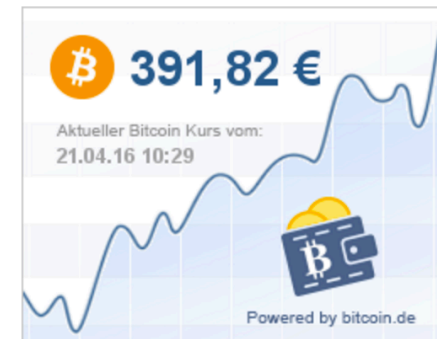 391,82 €
Aktueller Bitcoin Kurs vom:
21.04.16 10:29
Powered by bitcoin.de